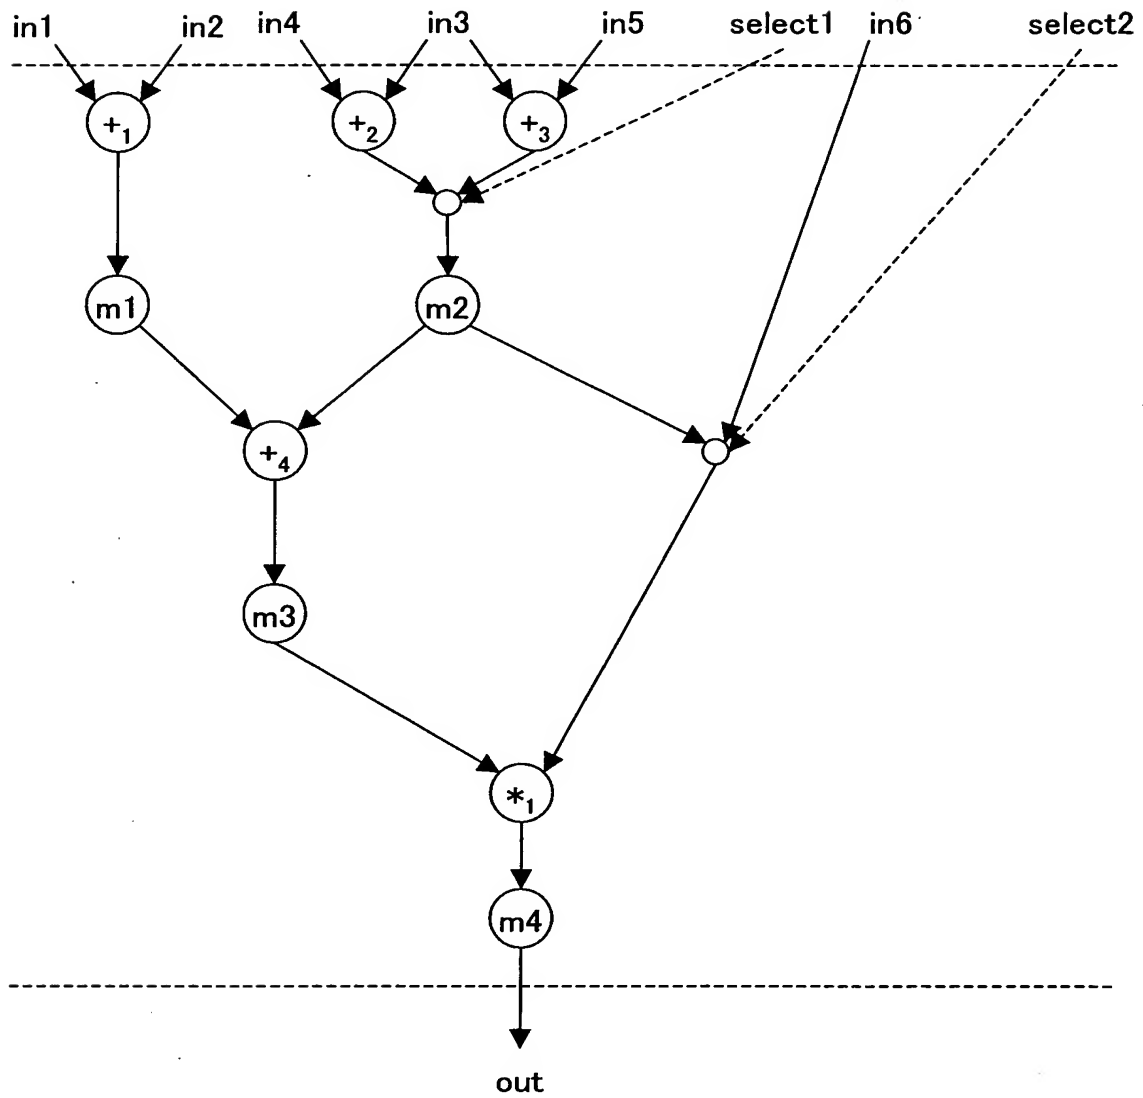 in1 in2 in4 in3 in5 select1 in6 select2
+1 +2 +3
m1 m2
+4
m3
*1
m4
out